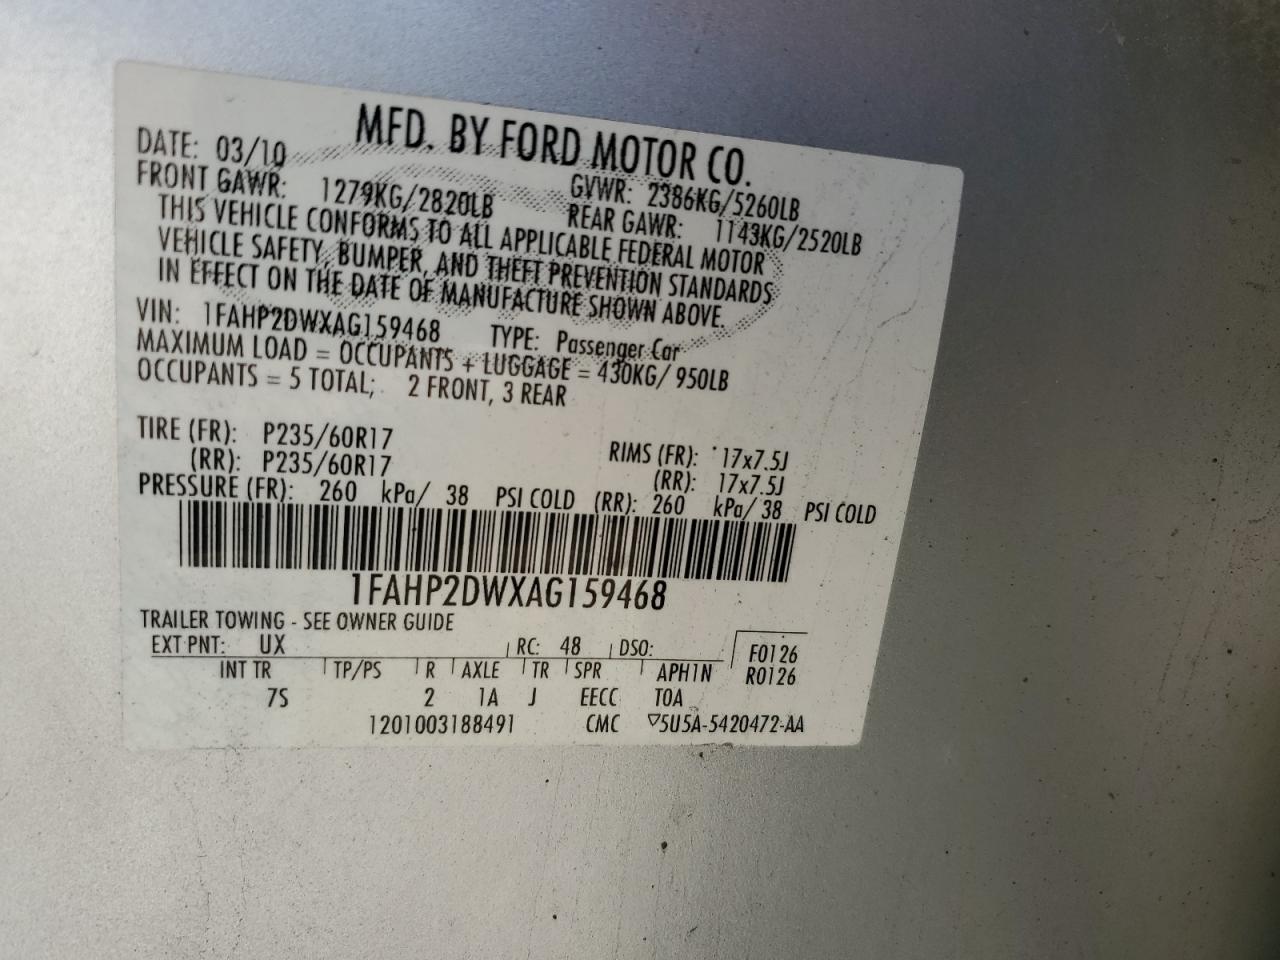 MFD. BY FORD MOTOR CO.
DATE: 03/10 GVWR: 2386KG/5260LB
FRONT GAWR: 1279KG/2820LB REAR GAWR: 1143KG/2520LB
THIS VEHICLE CONFORMS TO ALL APPLICABLE FEDERAL MOTOR
VEHICLE SAFETY, BUMPER, AND THEFT PREVENTION STANDARDS
IN EFFECT ON THE DATE OF MANUFACTURE SHOWN ABOVE.
VIN: 1FAHP2DWXAG159468 TYPE: Passenger Car
MAXIMUM LOAD = OCCUPANTS + LUGGAGE = 430KG/ 950LB
OCCUPANTS = 5 TOTAL; 2 FRONT, 3 REAR
TIRE (FR): P235/60R17 RIMS (FR): 17x7.5J
(RR): P235/60R17 (RR): 17x7.5J
PRESSURE (FR): 260 kPa/ 38 PSI COLD (RR): 260 kPa/ 38 PSI COLD
1FAHP2DWXAG159468
TRAILER TOWING - SEE OWNER GUIDE
EXT PNT: UX RC: 48 DSO: F0126
INT TR TP/PS R AXLE TR SPR APH1N R0126
7S 2 1A J EECC TOA
1201003188491 CMC ▽5U5A-5420472-AA